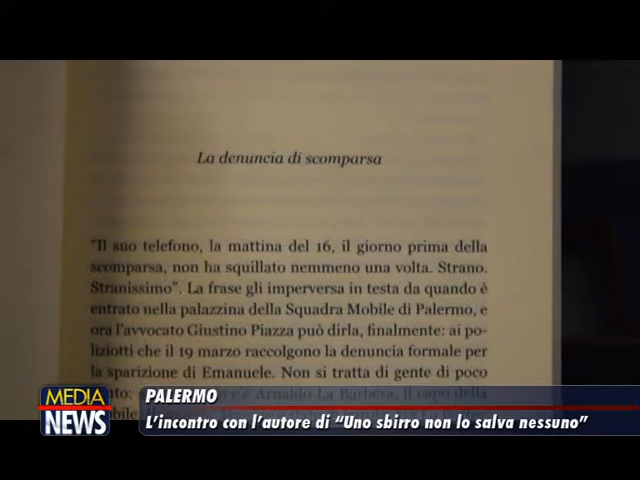 La denuncia di scomparsa
"Il suo telefono, la mattina del 16, il giorno prima della
scomparsa, non ha squillato nemmeno una volta. Strano.
Stranissimo". La frase gli imperversa in testa da quando è
entrato nella palazzina della Squadra Mobile di Palermo, e
ora l'avvocato Giustino Piazza può dirla, finalmente: ai po-
liziotti che il 19 marzo raccolgono la denuncia formale per
la sparizione di Emanuele. Non si tratta di gente di poco
c'è Arnaldo La Barbera, il capo della
MEDIA
NEWS
PALERMO
L'incontro con l'autore di "Uno sbirro non lo salva nessuno"